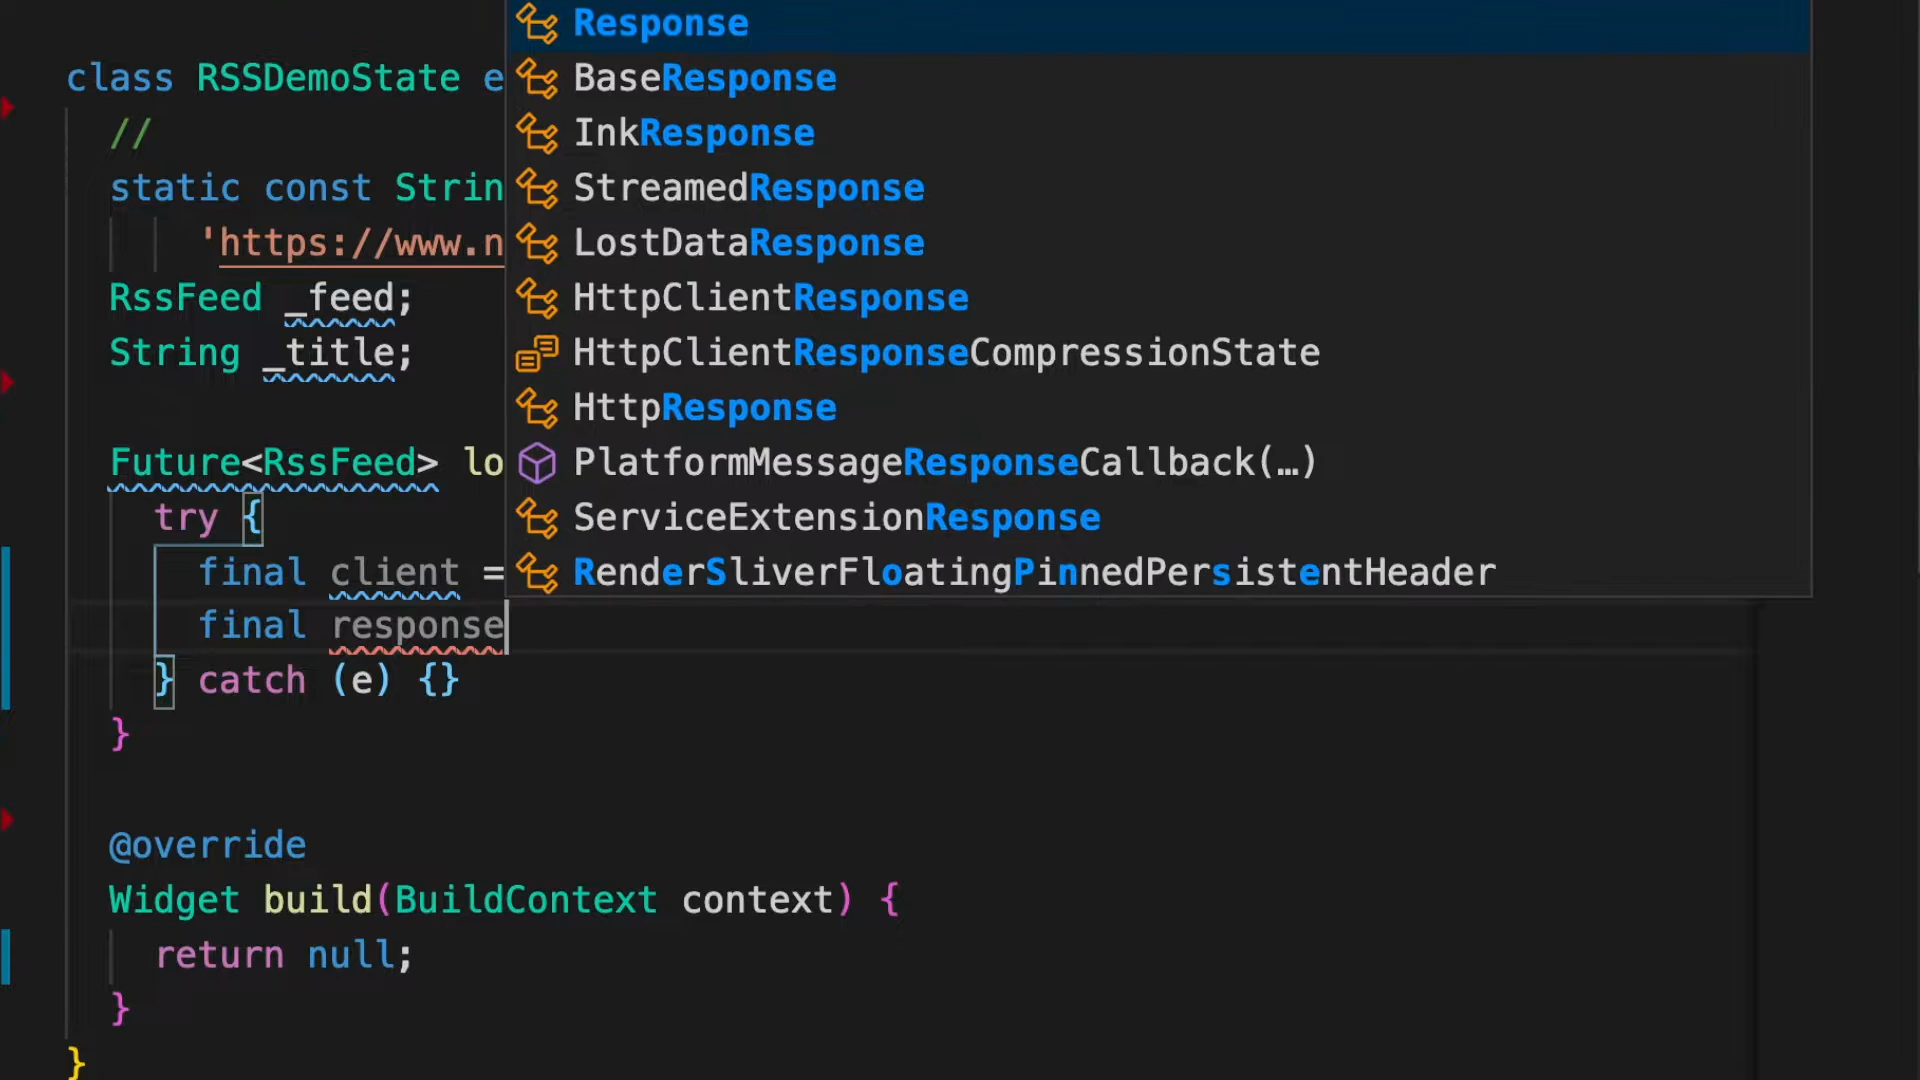 class RSSDemoState e
//
static const Strin
'https://www.n
RssFeed _feed;
String _title;
Future<RssFeed> lo
try {
final client =
final response
} catch (e) {}
}
@override
Widget build(BuildContext context) {
return null;
}
}
Response
BaseResponse
InkResponse
StreamedResponse
LostDataResponse
HttpClientResponse
HttpClientResponseCompressionState
HttpResponse
PlatformMessageResponseCallback(…)
ServiceExtensionResponse
RenderSliverFloatingPinnedPersistentHeader